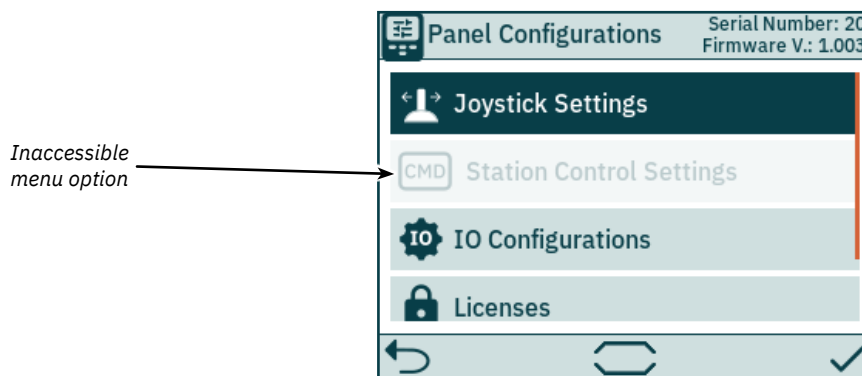 Panel Configurations
Serial Number: 20
Firmware V.: 1.003
Joystick Settings
Inaccessible
menu option
CMD Station Control Settings
IO IO Configurations
Licenses